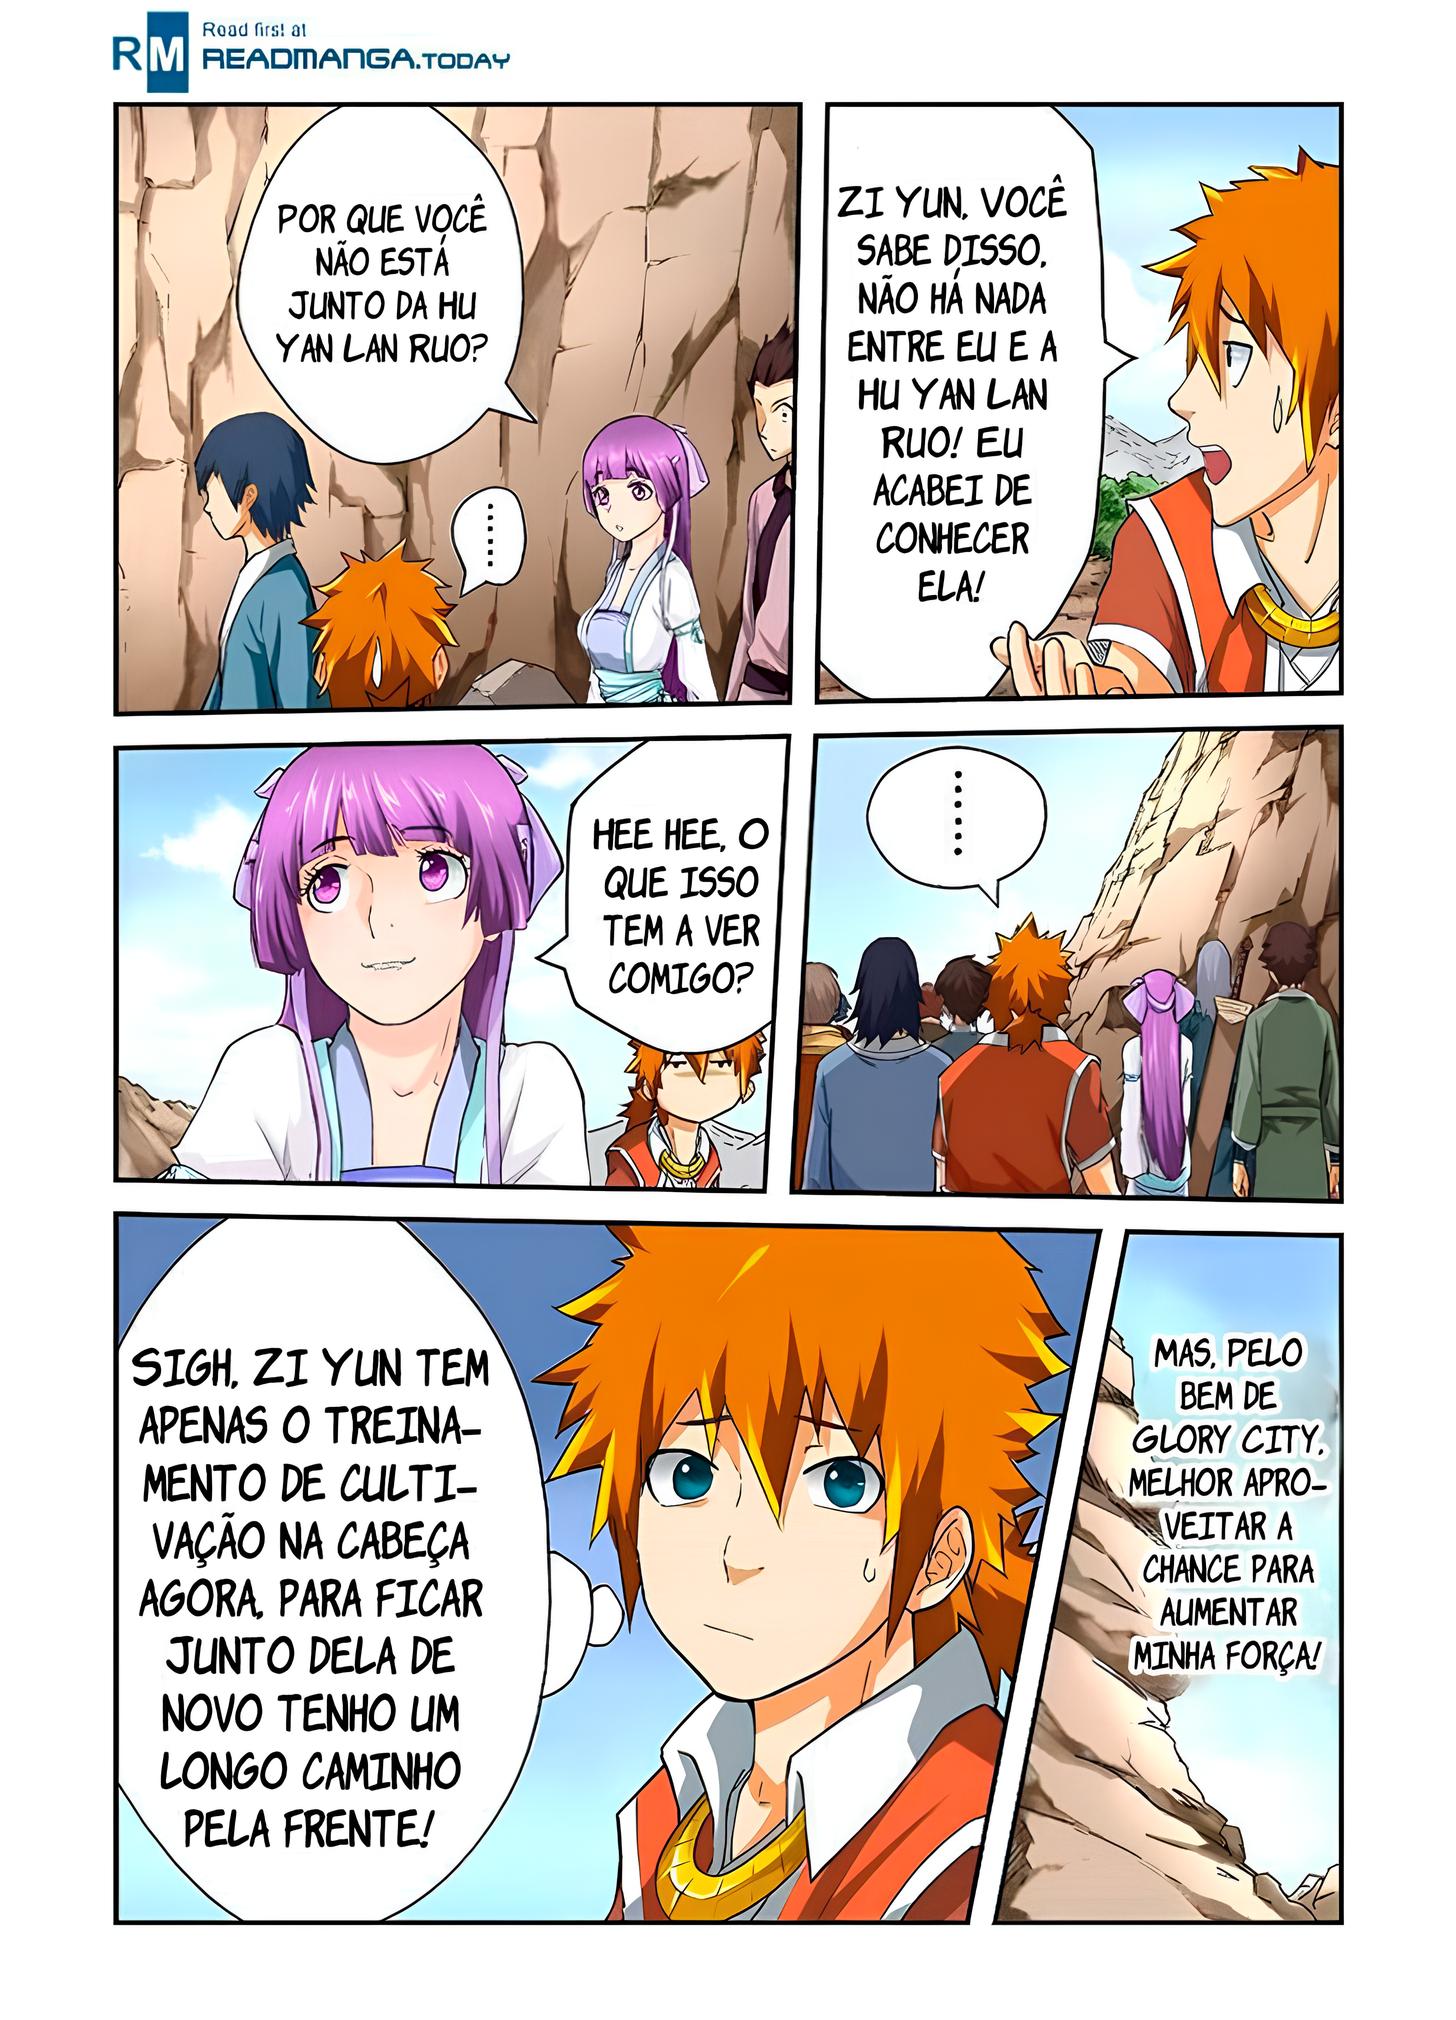 RM
Read first at
READMANGA.TODAY
POR QUE VOCÊ
NÃO ESTÁ
JUNTO DA HU
YAN LAN RUO?
......
ZI YUN, VOCÊ
SABE DISSO,
NÃO HÁ NADA
ENTRE EU E A
HU YAN LAN
RUO! EU
ACABEI DE
CONHECER
ELA!
HEE HEE, O
QUE ISSO
TEM A VER
COMIGO?
......
SIGH, ZI YUN TEM
APENAS O TREINA-
MENTO DE CULTI-
VAÇÃO NA CABEÇA
AGORA, PARA FICAR
JUNTO DELA DE
NOVO TENHO UM
LONGO CAMINHO
PELA FRENTE!
MAS, PELO
BEM DE
GLORY CITY,
MELHOR APRO-
VEITAR A
CHANCE PARA
AUMENTAR
MINHA FORÇA!